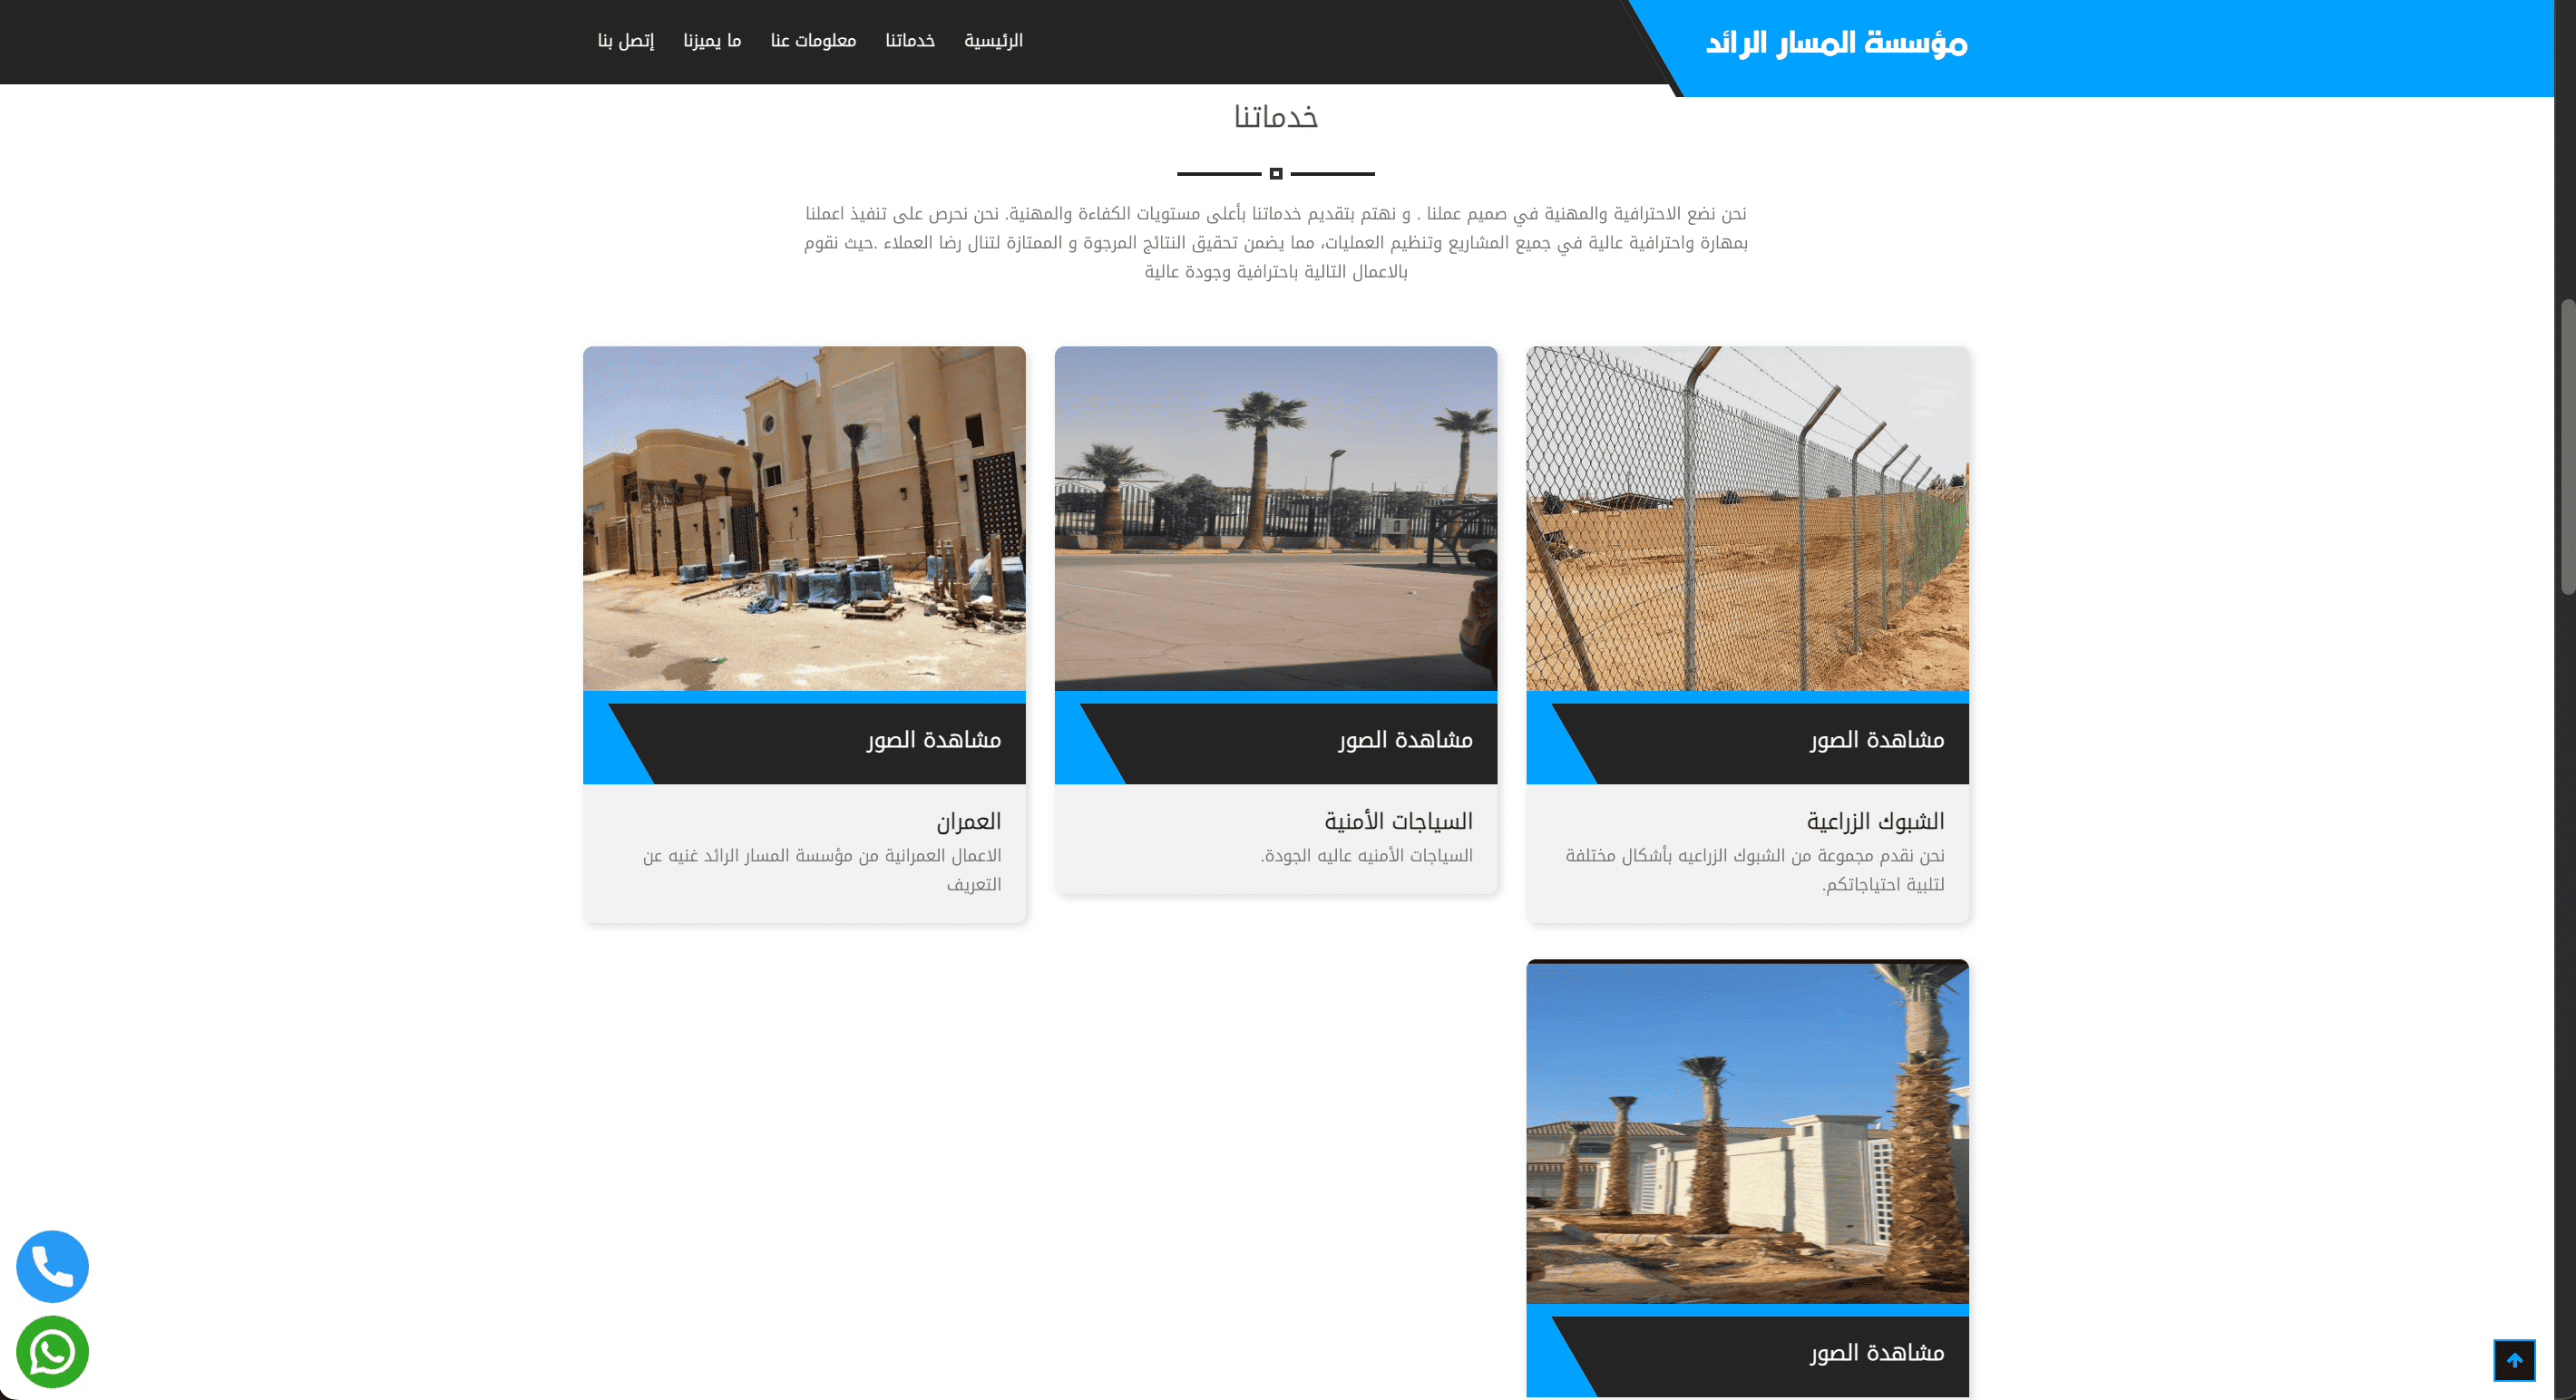 مؤسسة المسار الرائد
الرئيسية
خدماتنا
معلومات عنا
ما يميزنا
إتصل بنا
خدماتنا
نحن نضع الاحترافية والمهنية في صميم عملنا . و نهتم بتقديم خدماتنا بأعلى مستويات الكفاءة والمهنية. نحن نحرص على تنفيذ اعملنا
بمهارة واحترافية عالية في جميع المشاريع وتنظيم العمليات، مما يضمن تحقيق النتائج المرجوة و الممتازة لتنال رضا العملاء .حيث نقوم
بالاعمال التالية باحترافية وجودة عالية
مشاهدة الصور
الشبوك الزراعية
نحن نقدم مجموعة من الشبوك الزراعيه بأشكال مختلفة
لتلبية احتياجاتكم.
مشاهدة الصور
السياجات الأمنية
السياجات الأمنيه عاليه الجودة.
مشاهدة الصور
العمران
الاعمال العمرانية من مؤسسة المسار الرائد غنيه عن
التعريف
مشاهدة الصور